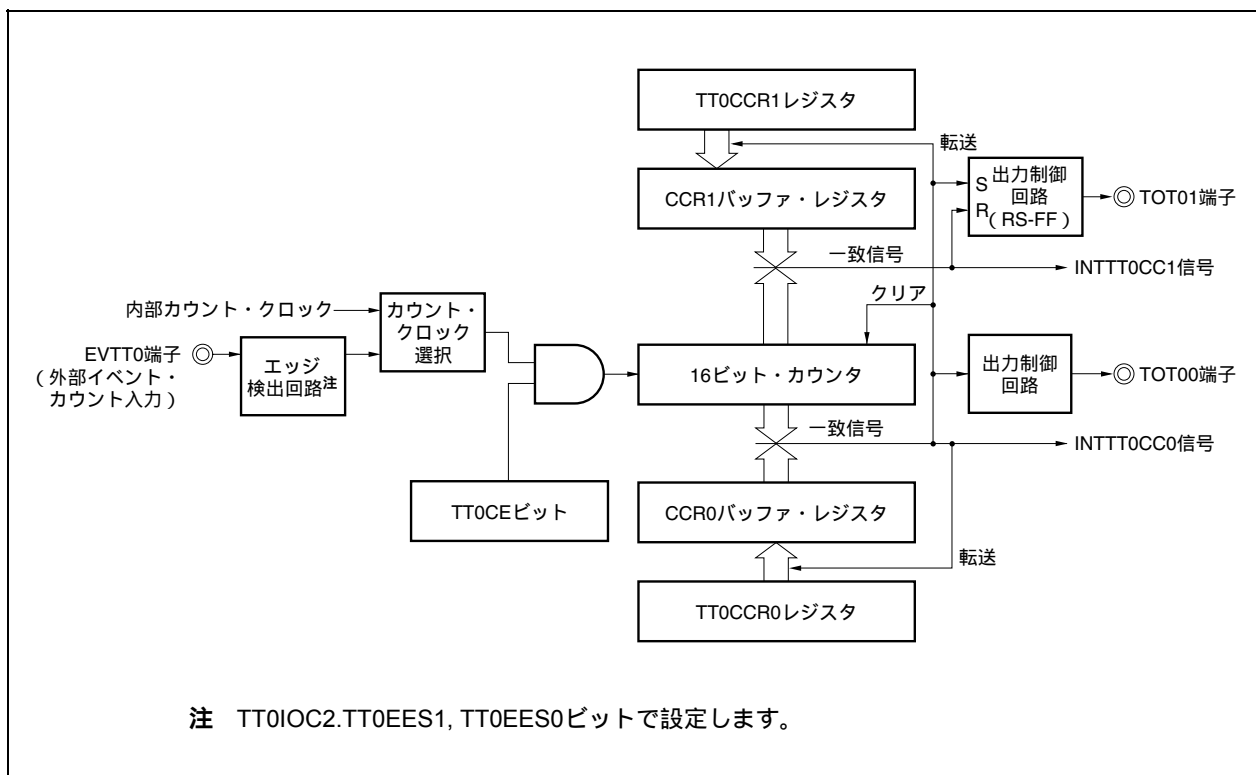 TT0CCR1レジスタ
転送
CCR1バッファ・レジスタ
S
R
出力制御
回路
(RS-FF)
TOT01端子
一致信号
INTTT0CC1信号
クリア
内部カウント・クロック
カウント・
クロック
選択
EVTT0端子
(外部イベント・
カウント入力)
エッジ
検出回路注
16ビット・カウンタ
出力制御
回路
TOT00端子
一致信号
INTTT0CC0信号
TT0CEビット
CCR0バッファ・レジスタ
転送
TT0CCR0レジスタ
注 TT0IOC2.TT0EES1, TT0EES0ビットで設定します。